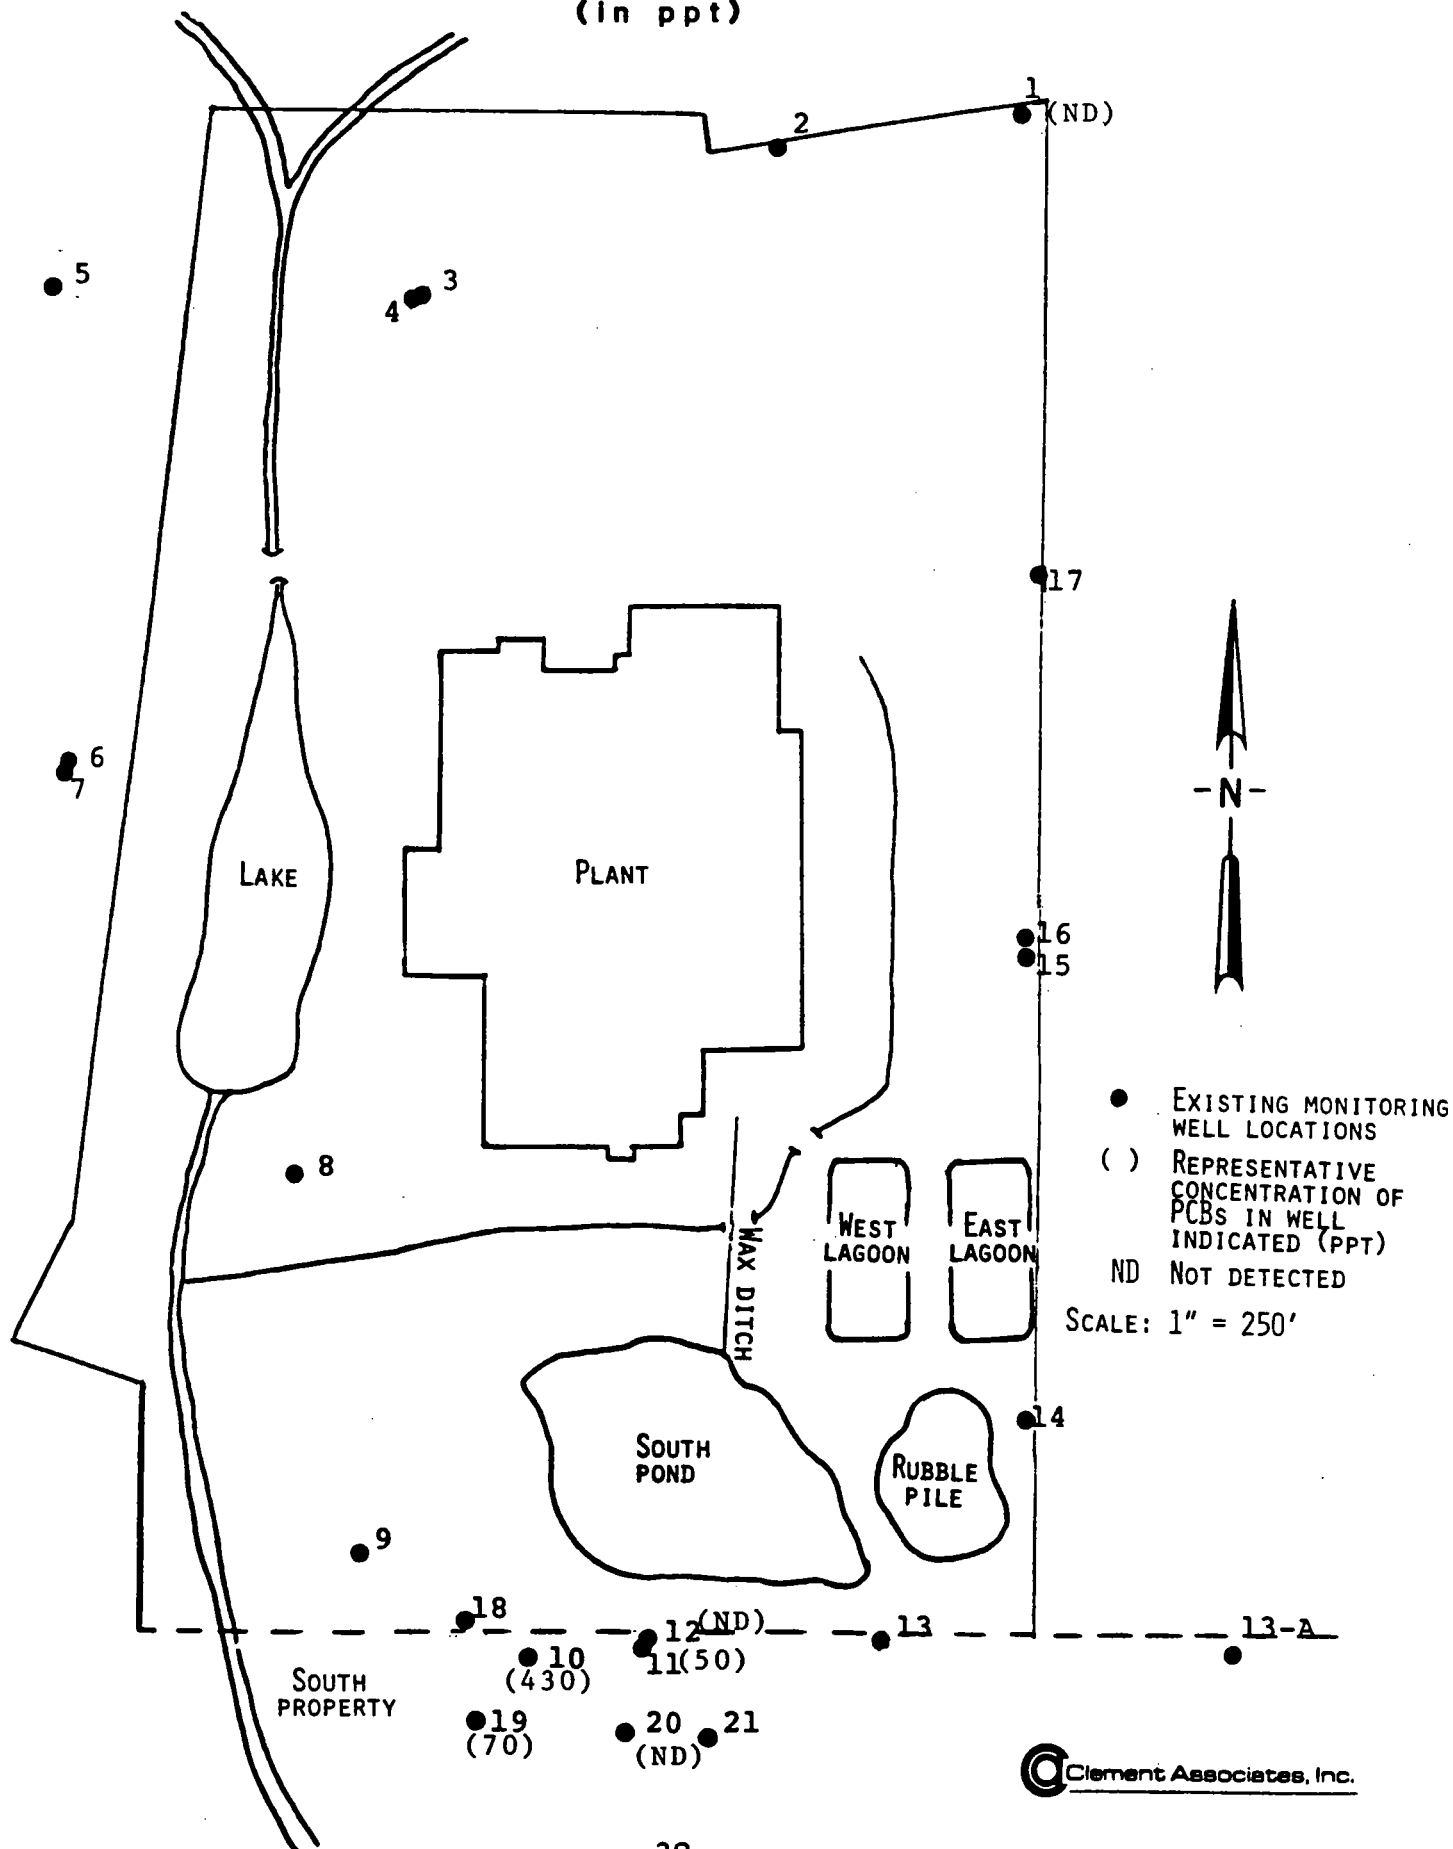 (in ppt)
1
(ND)
2
5
3
4
17
6
7
LAKE
PLANT
-N-
16
15
EXISTING MONITORING
WELL LOCATIONS
( ) REPRESENTATIVE
CONCENTRATION OF
PCBS IN WELL
INDICATED (PPT)
ND NOT DETECTED
SCALE: 1" = 250'
8
WEST
LAGOON
EAST
LAGOON
WAX DITCH
14
SOUTH
POND
RUBBLE
PILE
9
18
12 (ND)
11 (50)
13
13-A
10
(430)
SOUTH
PROPERTY
19
(70)
20
(ND)
21
Clement Associates, Inc.